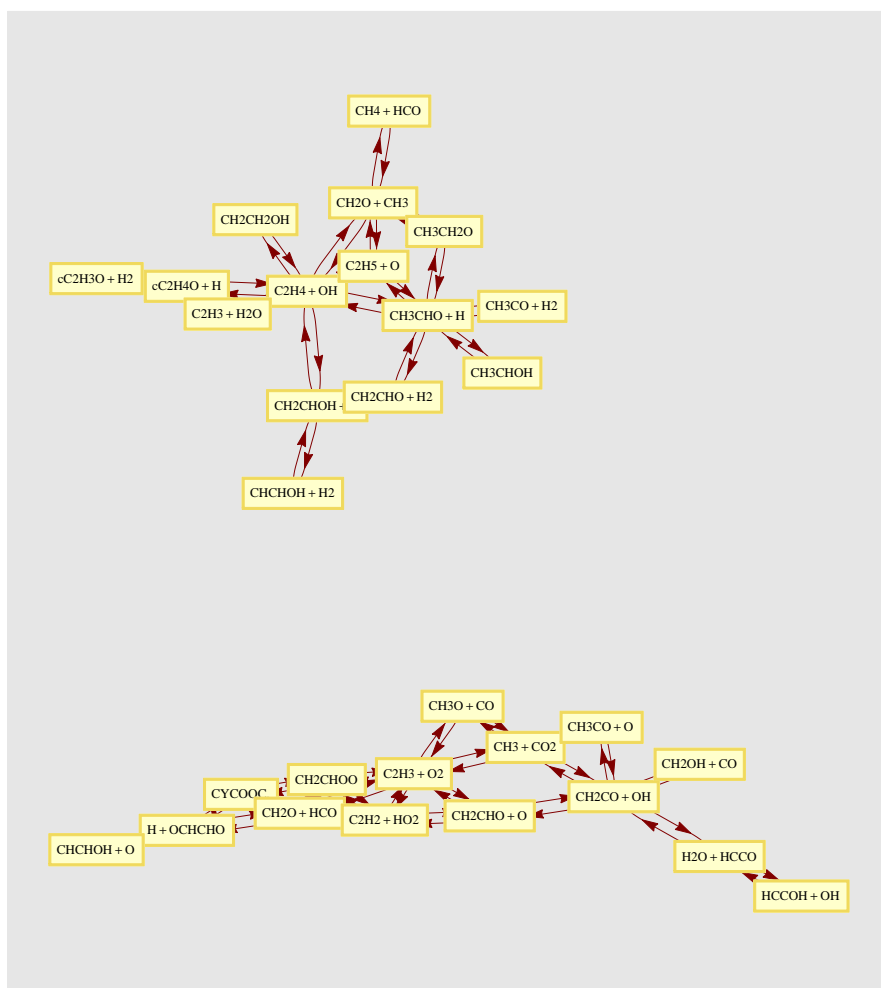 CH4 + HCO
CH2O + CH3
CH2CH2OH
CH3CH2O
C2H5 + O
cC2H3O + H2
cC2H4O + H
C2H4 + OH
C2H3 + H2O
CH3CHO + H
CH3CO + H2
CH3CHOH
CH2CHO + H2
CH2CHOH +
CHCHOH + H2
CH3O + CO
CH3CO + O
CH3 + CO2
CH2OH + CO
C2H3 + O2
CH2CHOO
CYCOOC
CH2CO + OH
CH2O + HCO
C2H2 + HO2
CH2CHO + O
H + OCHCHO
CHCHOH + O
H2O + HCCO
HCCOH + OH